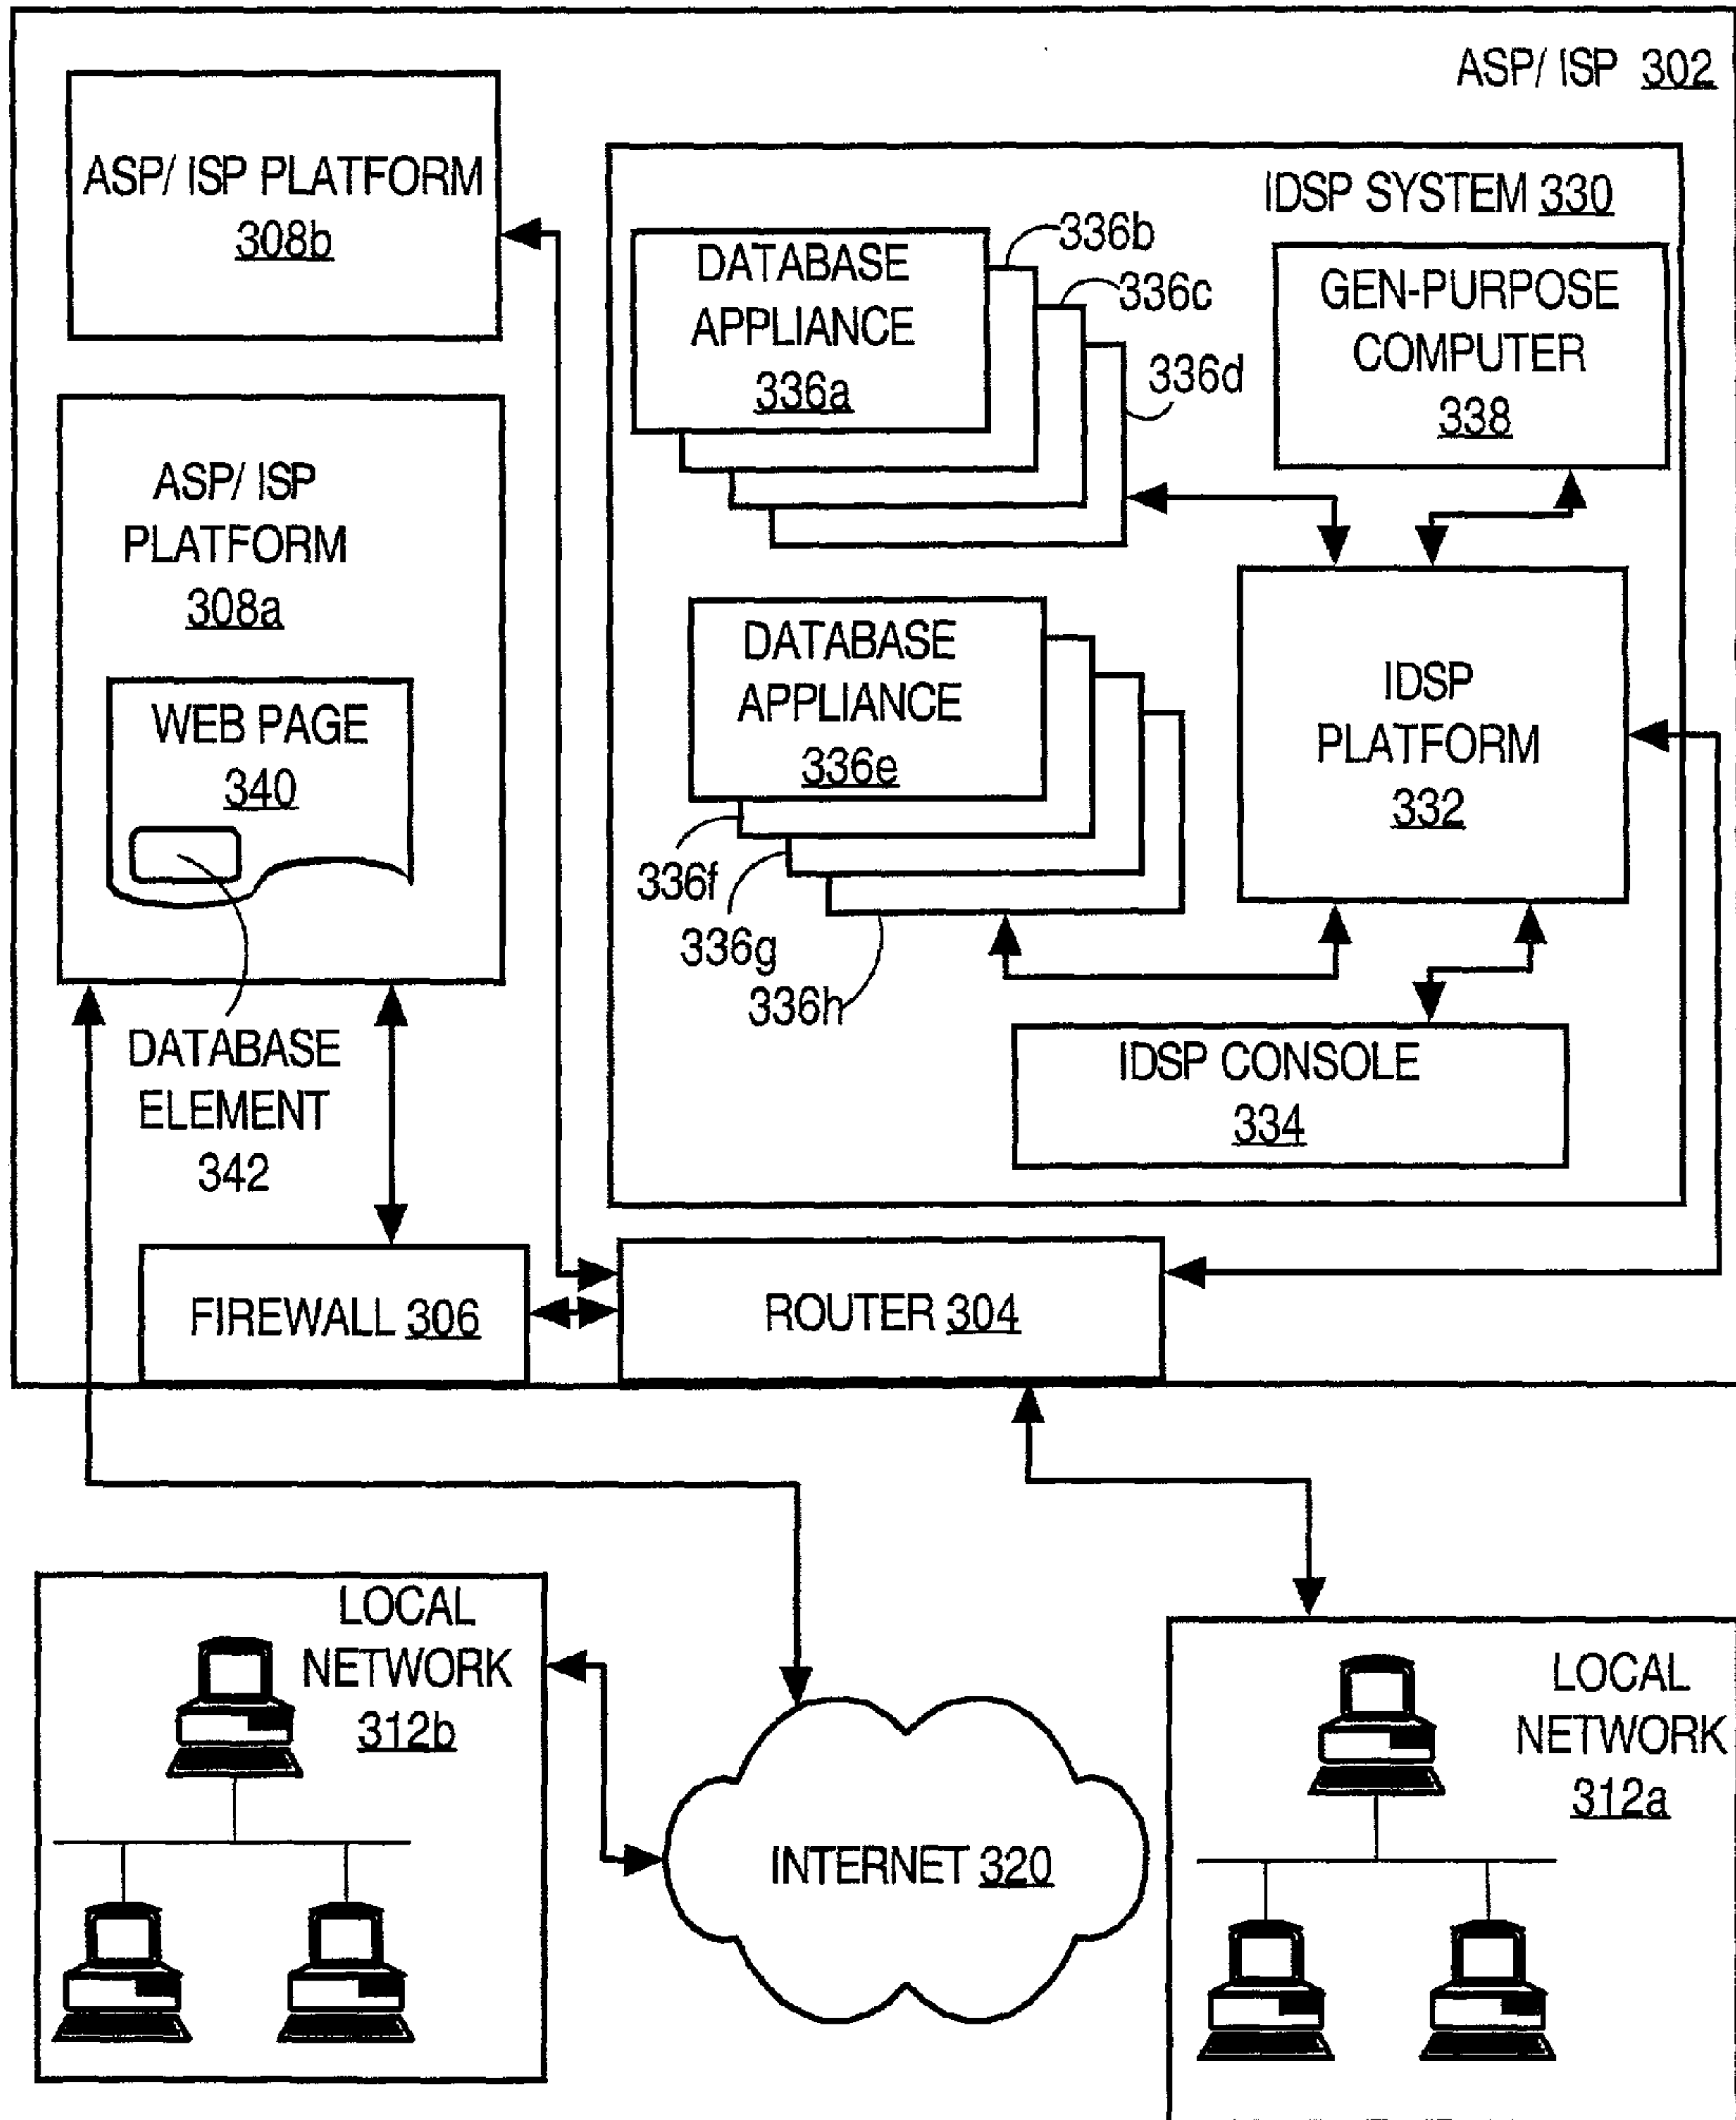 ASP/ ISP 302
ASP/ ISP PLATFORM
308b
IDSP SYSTEM 330
DATABASE
APPLIANCE
336a
336b
336c
336d
GEN-PURPOSE
COMPUTER
338
ASP/ ISP
PLATFORM
308a
WEB PAGE
340
DATABASE
APPLIANCE
336e
336f
336g
336h
IDSP
PLATFORM
332
DATABASE
ELEMENT
342
IDSP CONSOLE
334
FIREWALL 306
ROUTER 304
LOCAL
NETWORK
312b
INTERNET 320
LOCAL
NETWORK
312a